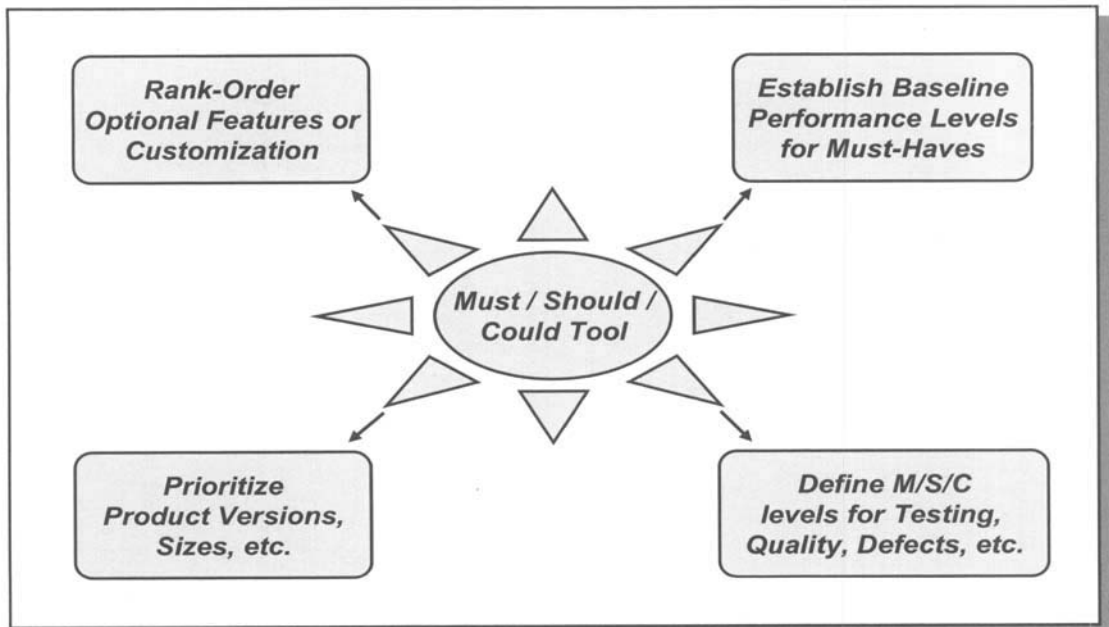 Rank-Order
Optional Features or
Customization
Establish Baseline
Performance Levels
for Must-Haves
Must / Should /
Could Tool
Prioritize
Product Versions,
Sizes, etc.
Define M/S/C
levels for Testing,
Quality, Defects, etc.